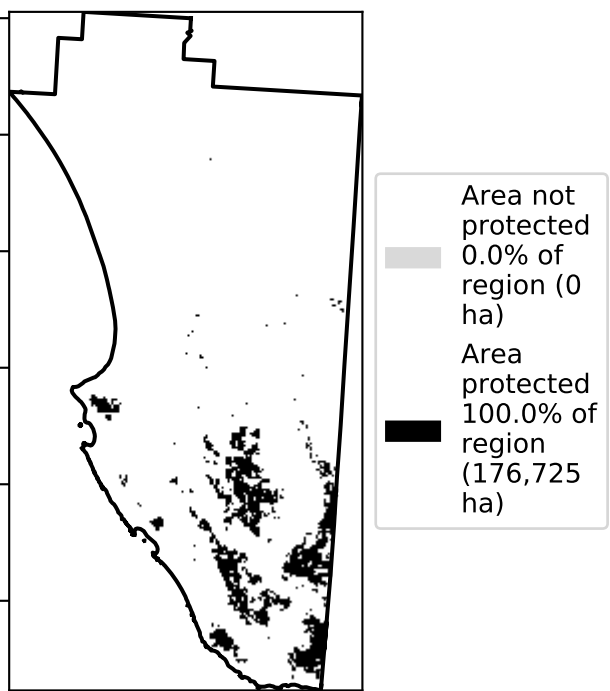 Area not
protected
0.0% of
region (0
ha)
Area
protected
100.0% of
region
(176,725
ha)